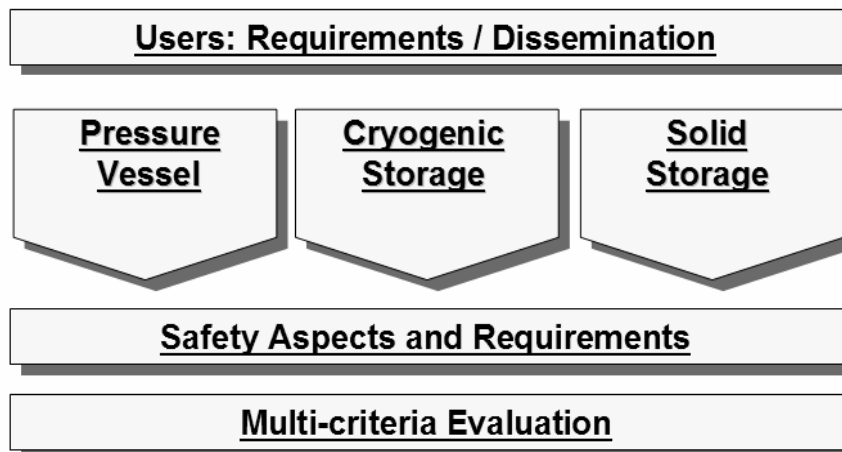 Users: Requirements / Dissemination
Pressure
Vessel
Cryogenic
Storage
Solid
Storage
Safety Aspects and Requirements
Multi-criteria Evaluation